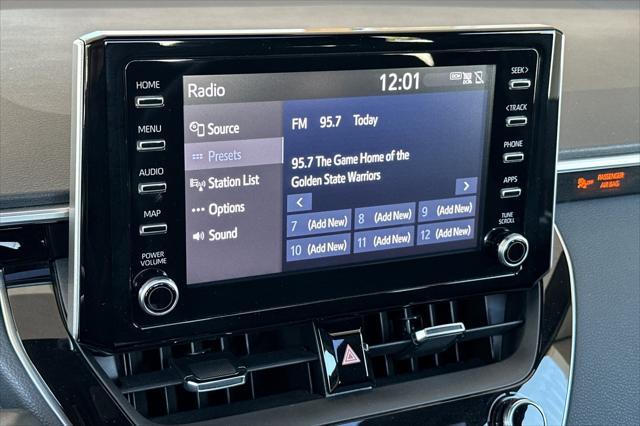 HOME
MENU
AUDIO
MAP
POWER
VOLUME
Radio
12:01
DCM
Source
Presets
Station List
Options
Sound
FM 95.7 Today
95.7 The Game Home of the
Golden State Warriors
<
>
7 (Add New) 8 (Add New) 9 (Add New)
10 (Add New) 11 (Add New) 12 (Add New)
SEEK>
<TRACK
PHONE
APPS
TUNE
SCROLL
PASSENGER
AIR BAG